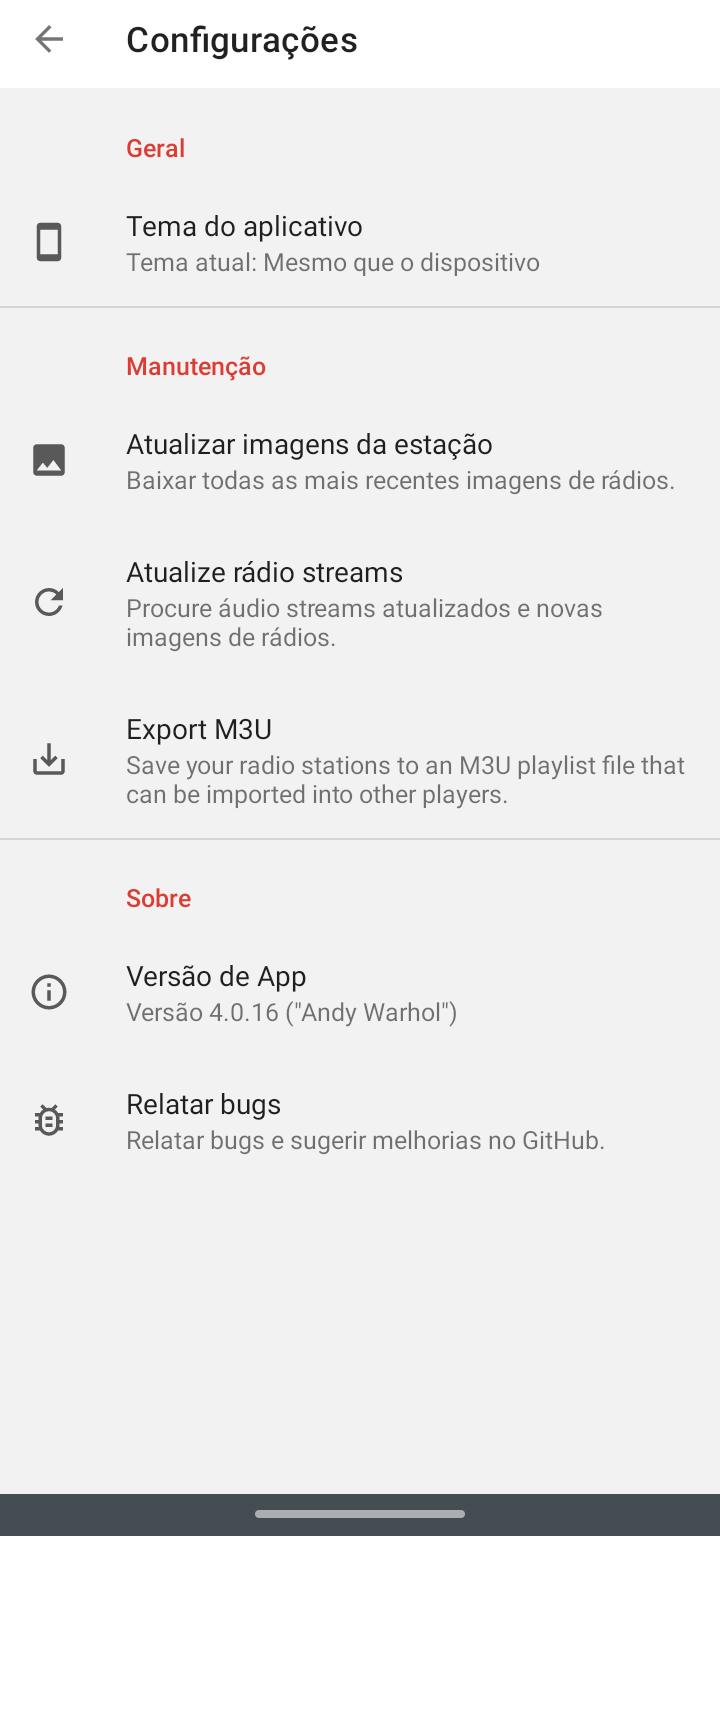 Configurações
Geral
Tema do aplicativo
Tema atual: Mesmo que o dispositivo
Manutenção
Atualizar imagens da estação
Baixar todas as mais recentes imagens de rádios.
Atualize rádio streams
Procure áudio streams atualizados e novas
imagens de rádios.
Export M3U
Save your radio stations to an M3U playlist file that
can be imported into other players.
Sobre
Versão de App
Versão 4.0.16 ("Andy Warhol")
Relatar bugs
Relatar bugs e sugerir melhorias no GitHub.